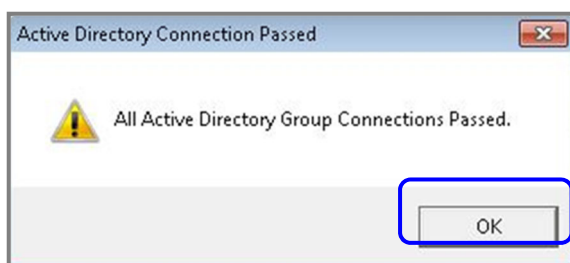 Active Directory Connection Passed
All Active Directory Group Connections Passed.
OK